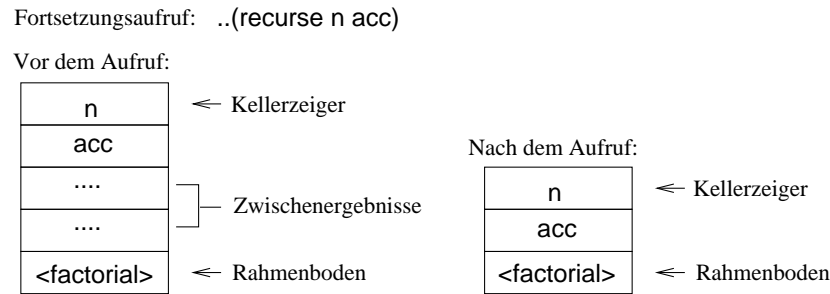 Fortsetzungsaufruf: ..(recurse n acc)
Vor dem Aufruf:
n
Kellerzeiger
acc
....
....
Zwischenergebnisse
<factorial>
Rahmenboden
Nach dem Aufruf:
n
Kellerzeiger
acc
<factorial>
Rahmenboden